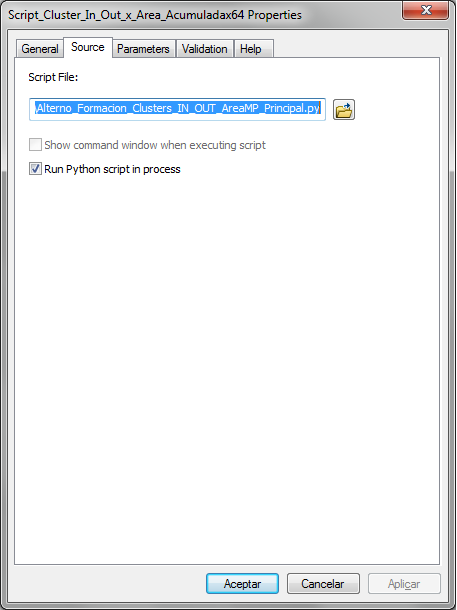 Script_Cluster_In_Out_x_Area_Acumuladax64 Properties
General Source Parameters Validation Help
Script File:
\Alterno_Formacion_Clusters_IN_OUT_AreaMP_Principal.py
Show command window when executing script
Run Python script in process
Aceptar Cancelar Aplicar